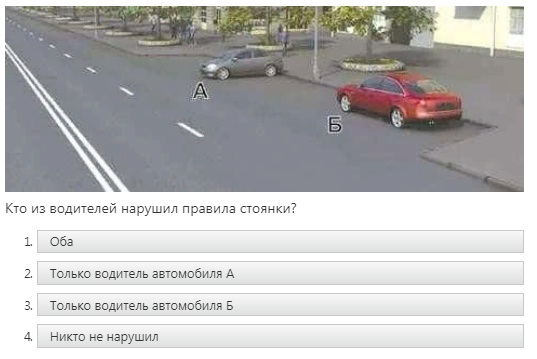 А
Б
Кто из водителей нарушил правила стоянки?
1. Оба
2. Только водитель автомобиля А
3. Только водитель автомобиля Б
4. Никто не нарушил